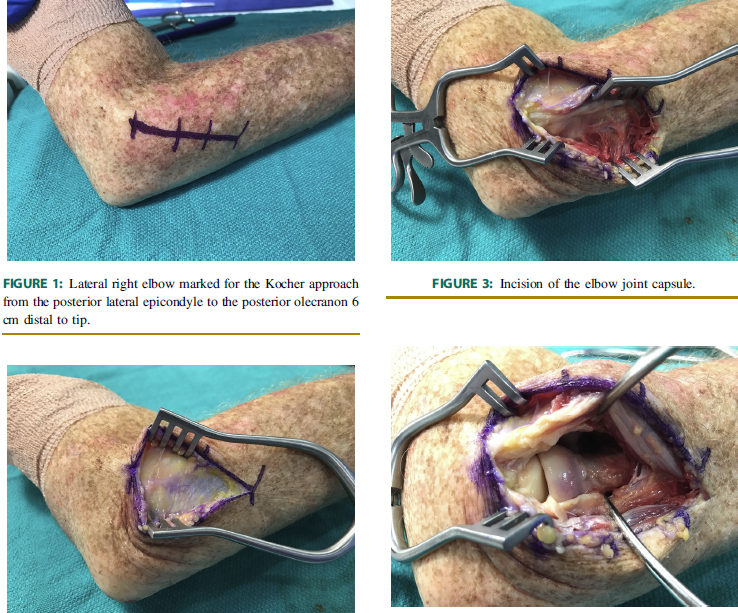 FIGURE 1: Lateral right elbow marked for the Kocher approach
from the posterior lateral epicondyle to the posterior olecranon 6
cm distal to tip.
FIGURE 3: Incision of the elbow joint capsule.